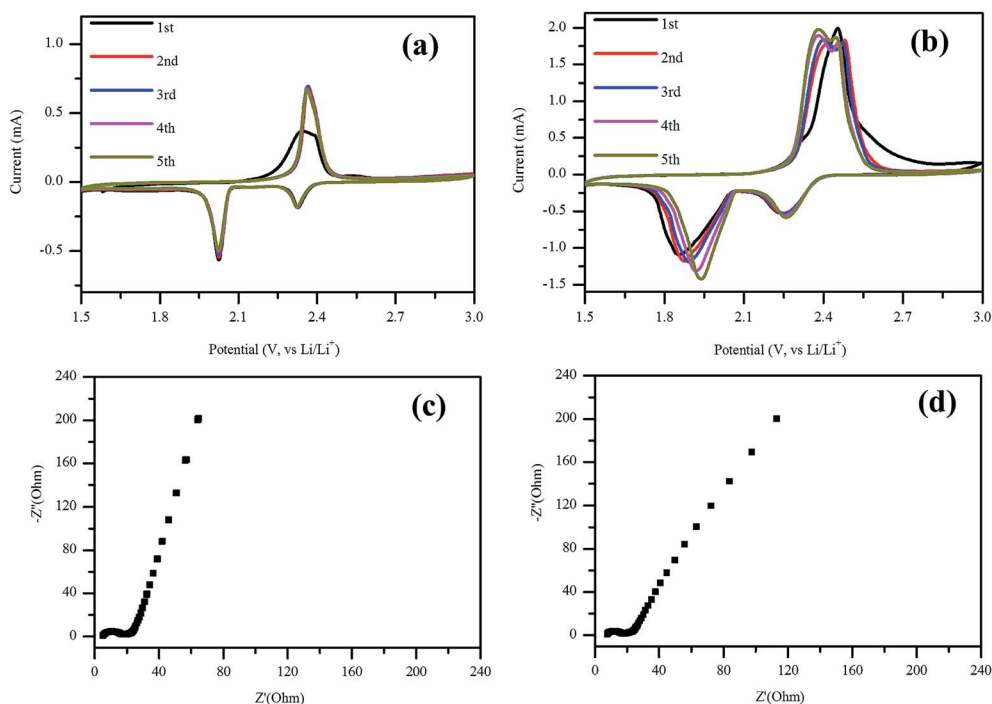 (a)
1st
2nd
3rd
4th
5th
1.0
0.5
0.0
-0.5
Current (mA)
1.5 1.8 2.1 2.4 2.7 3.0
Potential (V, vs Li/Li+)
(b)
1st
2nd
3rd
4th
5th
2.0
1.5
1.0
0.5
0.0
-0.5
-1.0
-1.5
Current (mA)
1.5 1.8 2.1 2.4 2.7 3.0
Potential (V, vs Li/Li+)
(c)
240
200
160
120
80
40
0
-Z"(Ohm)
0 40 80 120 160 200 240
Z'(Ohm)
(d)
240
200
160
120
80
40
0
-Z"(Ohm)
0 40 80 120 160 200 240
Z'(Ohm)